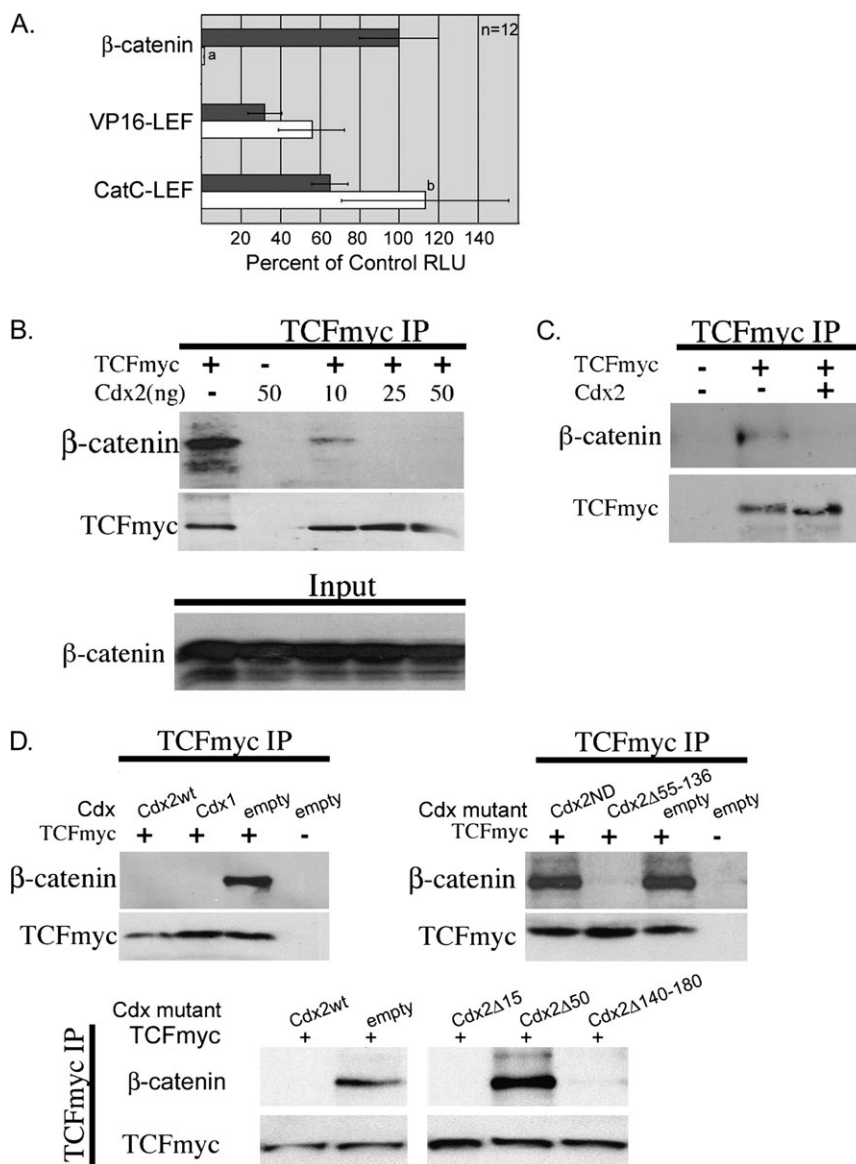 A.
β-catenin
n=12
a
VP16-LEF
CatC-LEF
b
20 40 60 80 100 120 140
Percent of Control RLU
B.
TCFmyc IP
TCFmyc + - + + +
Cdx2(ng) - 50 10 25 50
β-catenin
TCFmyc
Input
β-catenin
C.
TCFmyc IP
TCFmyc - + +
Cdx2 - - +
β-catenin
TCFmyc
D.
TCFmyc IP
Cdx Cdx2wt Cdx1 empty empty
TCFmyc + + + -
β-catenin
TCFmyc
TCFmyc IP
Cdx mutant Cdx2ND Cdx2Δ55-136 empty empty
TCFmyc + + + -
β-catenin
TCFmyc
TCFmyc IP
Cdx mutant Cdx2wt empty Cdx2Δ15 Cdx2Δ50 Cdx2Δ140-180
TCFmyc + + + + +
β-catenin
TCFmyc